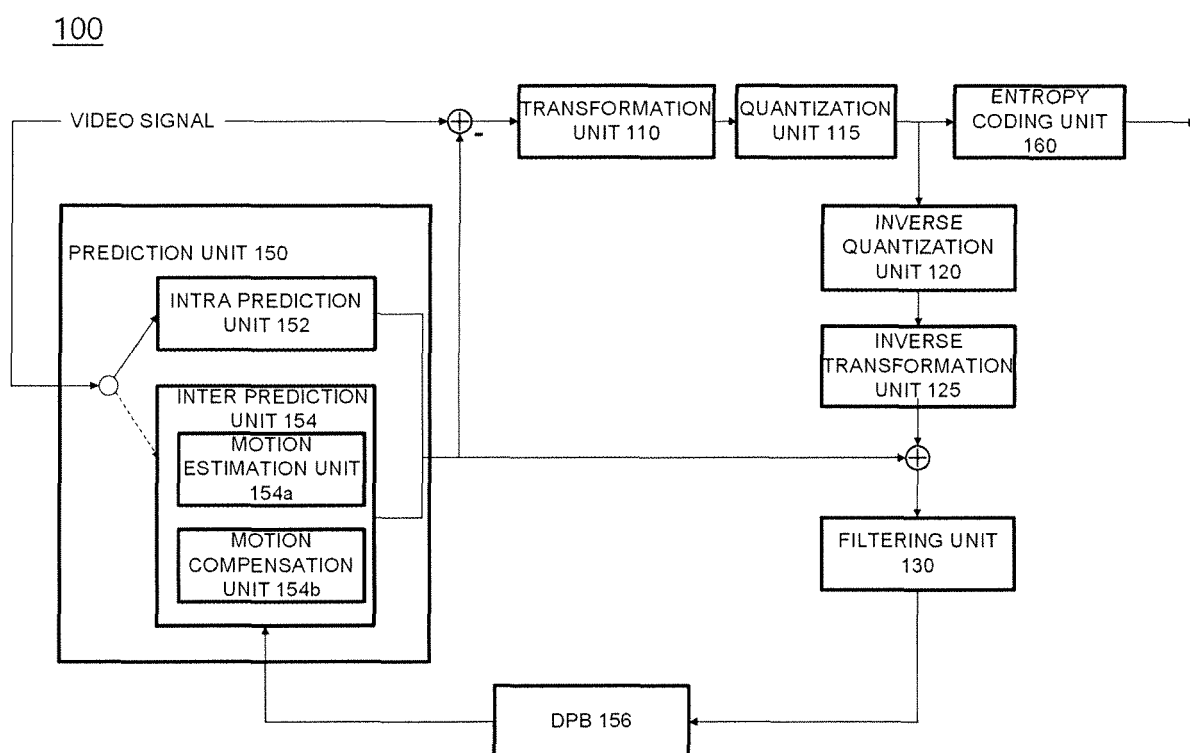 100
VIDEO SIGNAL
-
TRANSFORMATION
UNIT 110
QUANTIZATION
UNIT 115
ENTROPY
CODING UNIT
160
INVERSE
QUANTIZATION
UNIT 120
INVERSE
TRANSFORMATION
UNIT 125
PREDICTION UNIT 150
INTRA PREDICTION
UNIT 152
INTER PREDICTION
UNIT 154
MOTION
ESTIMATION UNIT
154a
MOTION
COMPENSATION
UNIT 154b
FILTERING UNIT
130
DPB 156